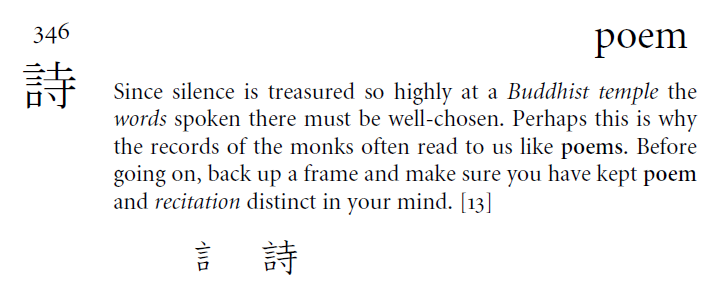 346
poem
詩
Since silence is treasured so highly at a Buddhist temple the
words spoken there must be well-chosen. Perhaps this is why
the records of the monks often read to us like poems. Before
going on, back up a frame and make sure you have kept poem
and recitation distinct in your mind. [13]
訁 詩